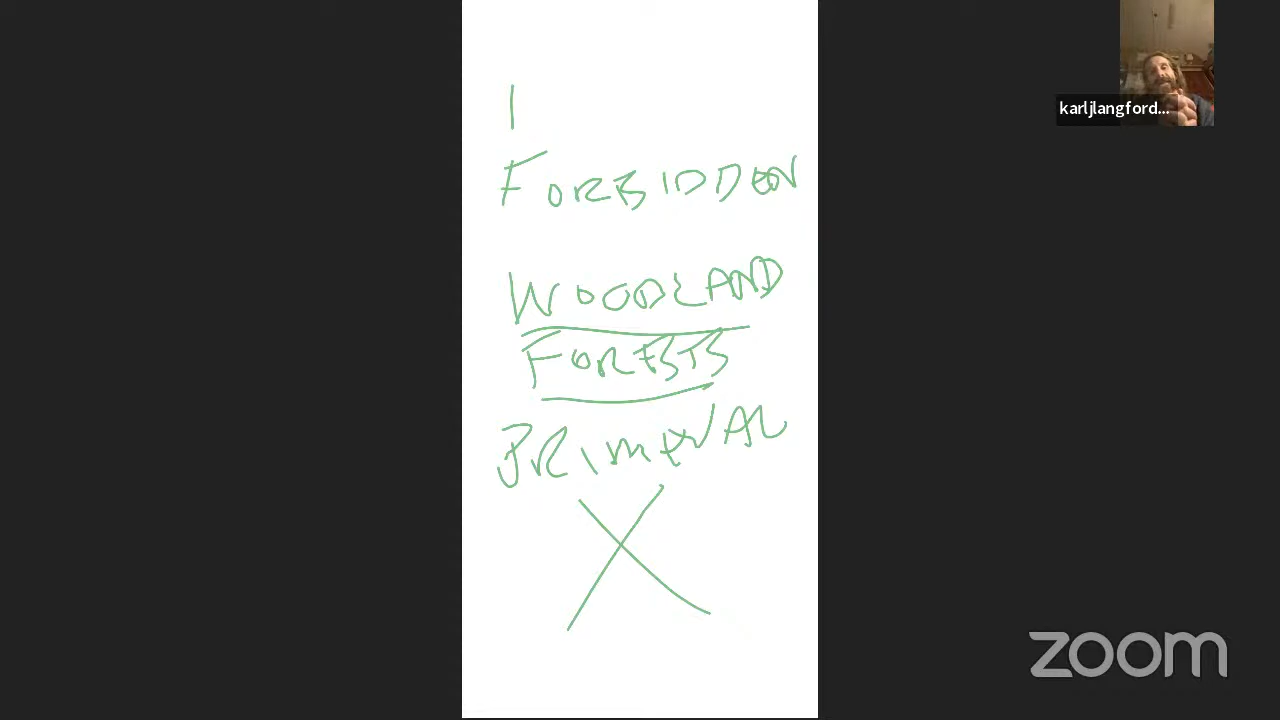 1
FORBIDDEN
WOODLAND
FORESTS
PRIMEVAL
X
karljlangford...
zoom